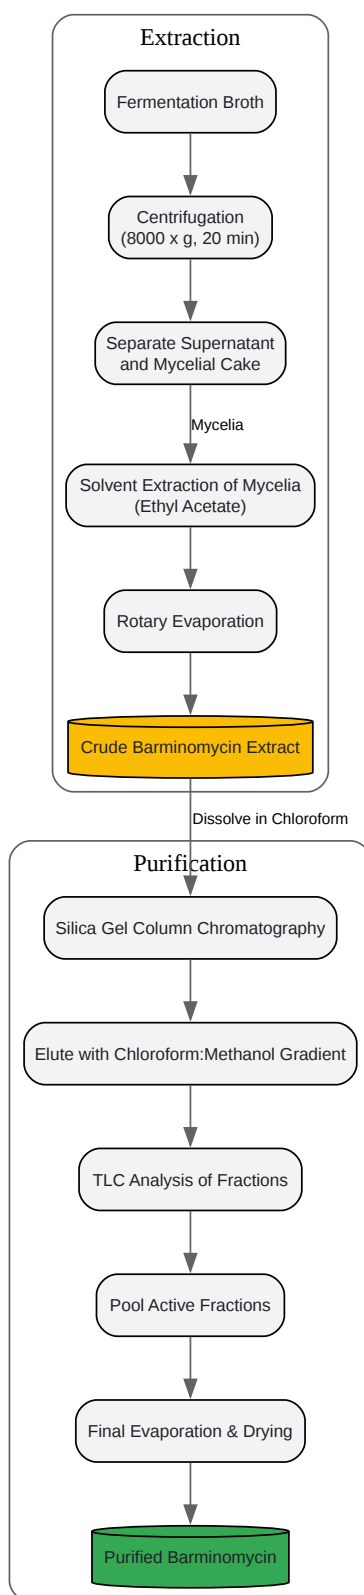 Extraction
Fermentation Broth
Centrifugation
(8000 x g, 20 min)
Separate Supernatant
and Mycelial Cake
Mycelia
Solvent Extraction of Mycelia
(Ethyl Acetate)
Rotary Evaporation
Crude Barminomycin Extract
Dissolve in Chloroform
Purification
Silica Gel Column Chromatography
Elute with Chloroform:Methanol Gradient
TLC Analysis of Fractions
Pool Active Fractions
Final Evaporation & Drying
Purified Barminomycin